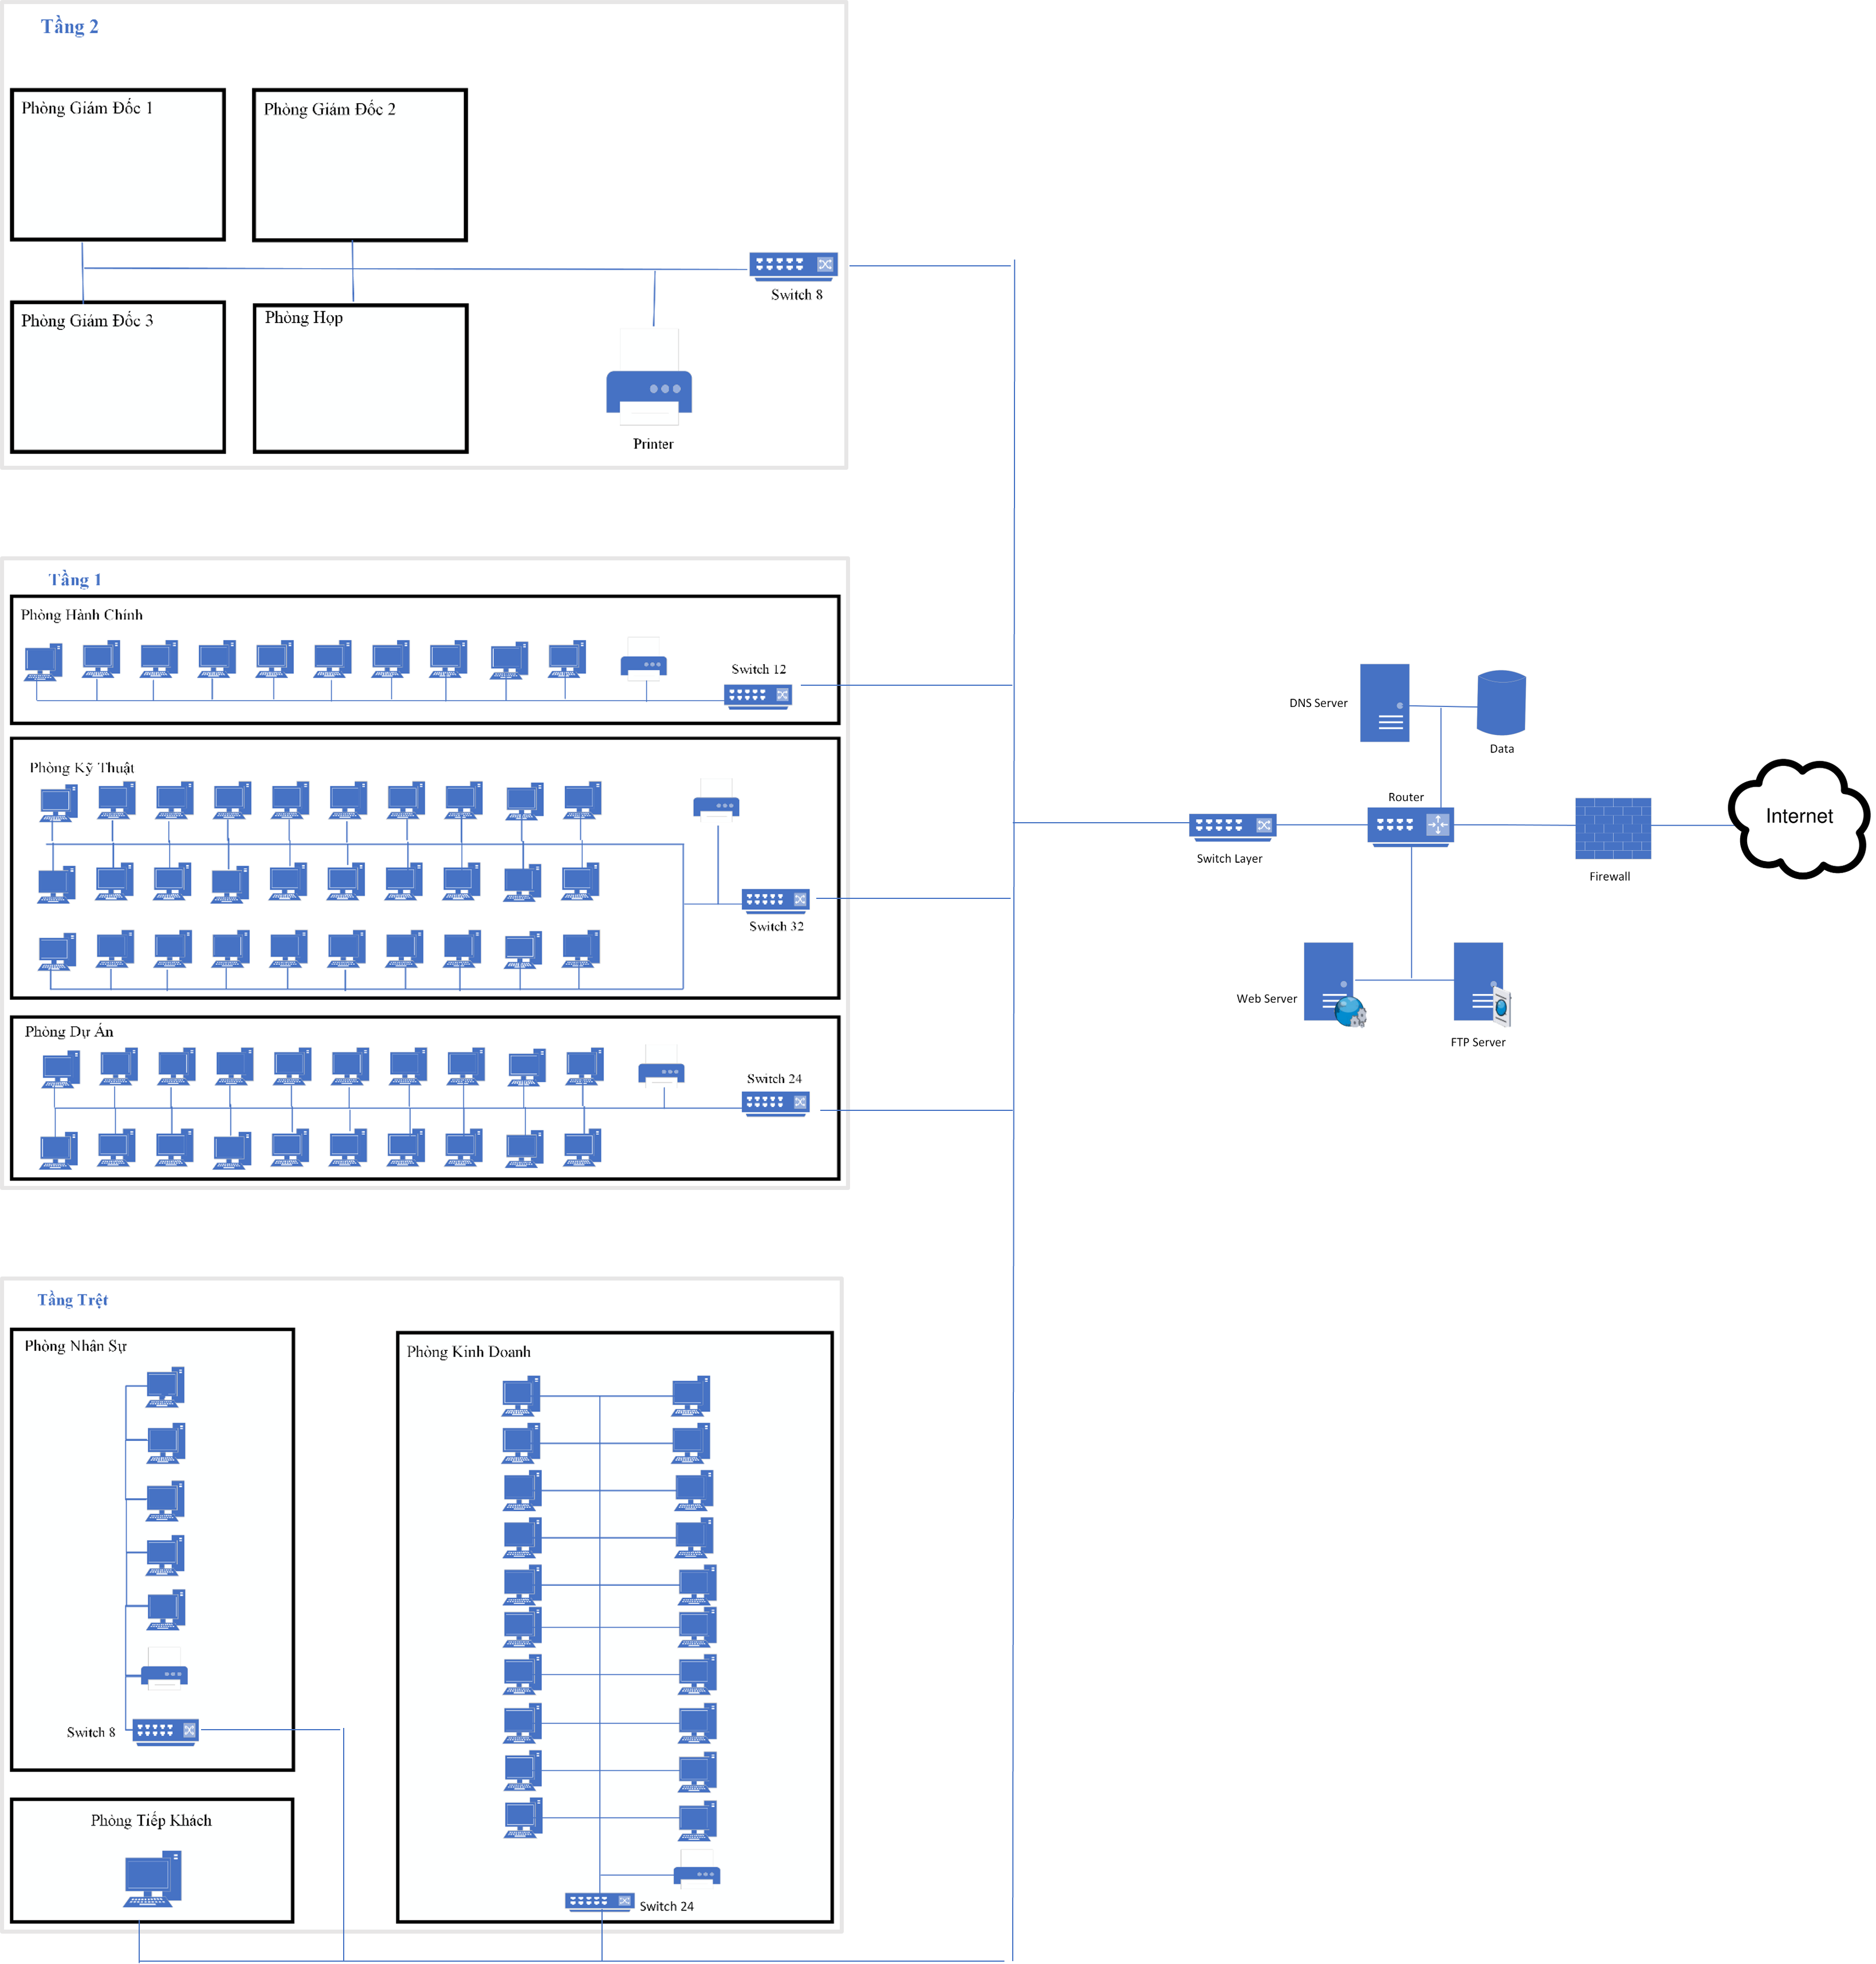 Tầng 2
Phòng Giám Đốc 1
Phòng Giám Đốc 2
Switch 8
Phòng Giám Đốc 3
Phòng Họp
Printer
Tầng 1
Phòng Hành Chính
Switch 12
Phòng Kỹ Thuật
Switch 32
Phòng Dự Án
Switch 24
DNS Server
Data
Router
Internet
Switch Layer
Firewall
Web Server
FTP Server
Tầng Trệt
Phòng Nhân Sự
Phòng Kinh Doanh
Switch 8
Phòng Tiếp Khách
Switch 24